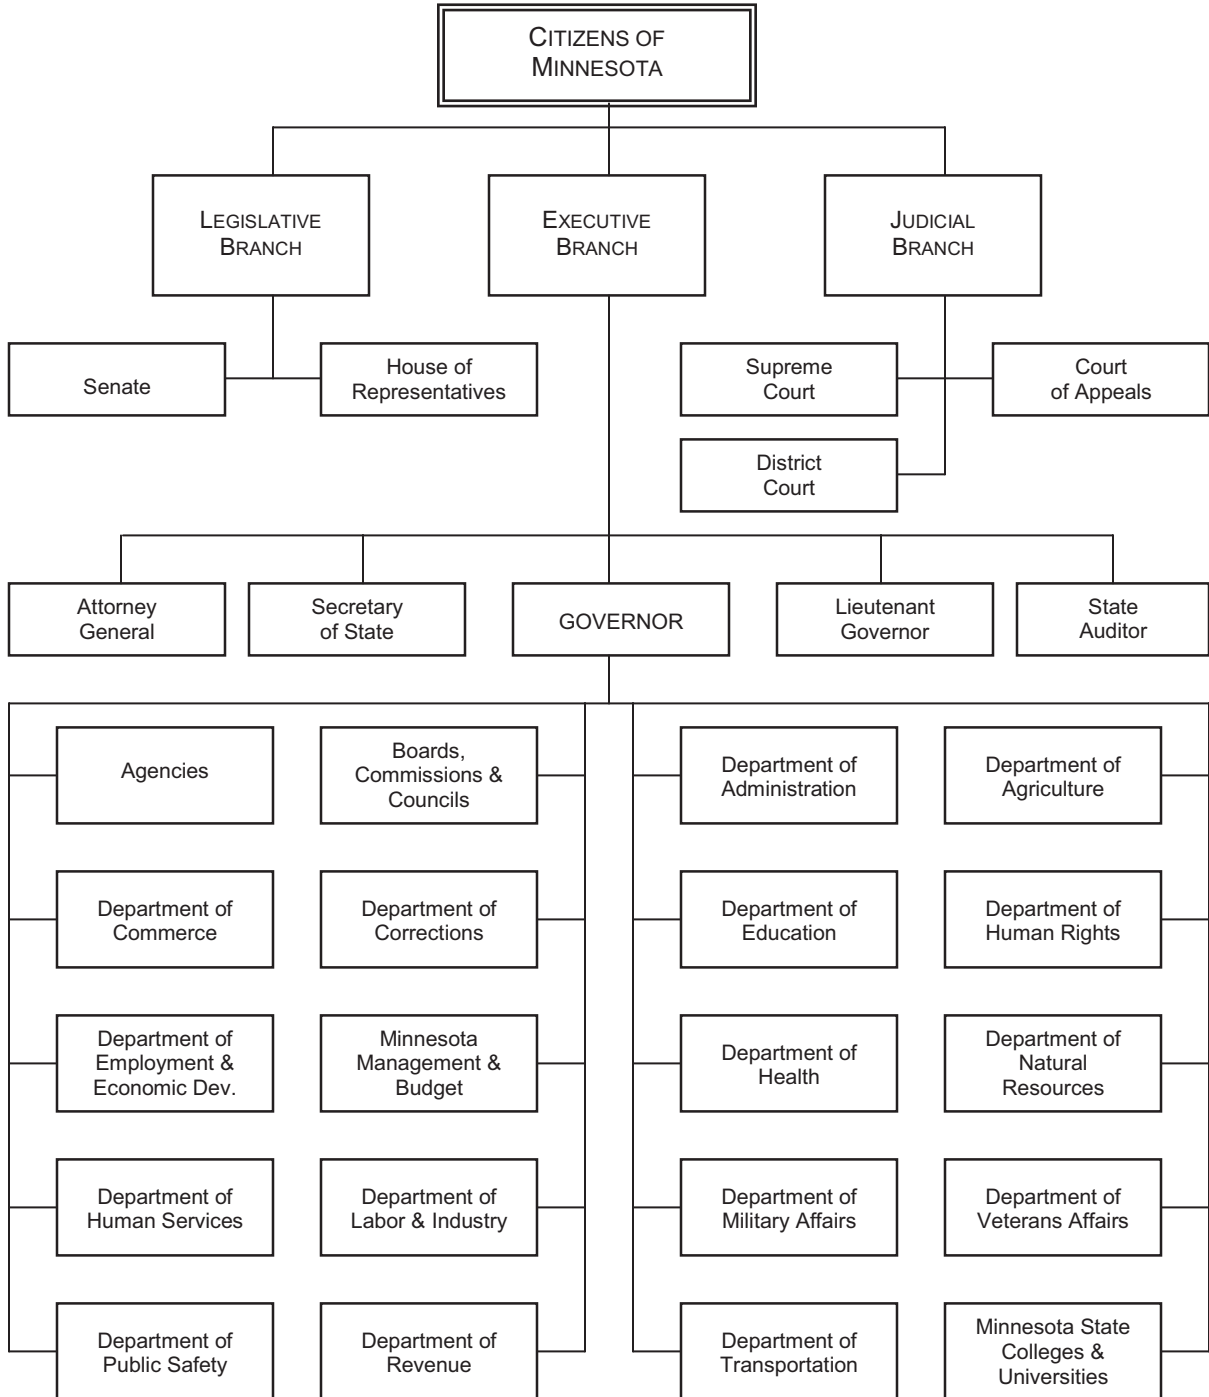 CITIZENS OF
MINNESOTA
LEGISLATIVE
BRANCH
EXECUTIVE
BRANCH
JUDICIAL
BRANCH
Senate
House of
Representatives
Supreme
Court
Court
of Appeals
District
Court
Attorney
General
Secretary
of State
GOVERNOR
Lieutenant
Governor
State
Auditor
Agencies
Boards,
Commissions &
Councils
Department of
Administration
Department of
Agriculture
Department of
Commerce
Department of
Corrections
Department of
Education
Department of
Human Rights
Department of
Employment &
Economic Dev.
Minnesota
Management &
Budget
Department of
Health
Department of
Natural
Resources
Department of
Human Services
Department of
Labor & Industry
Department of
Military Affairs
Department of
Veterans Affairs
Department of
Public Safety
Department of
Revenue
Department of
Transportation
Minnesota State
Colleges &
Universities